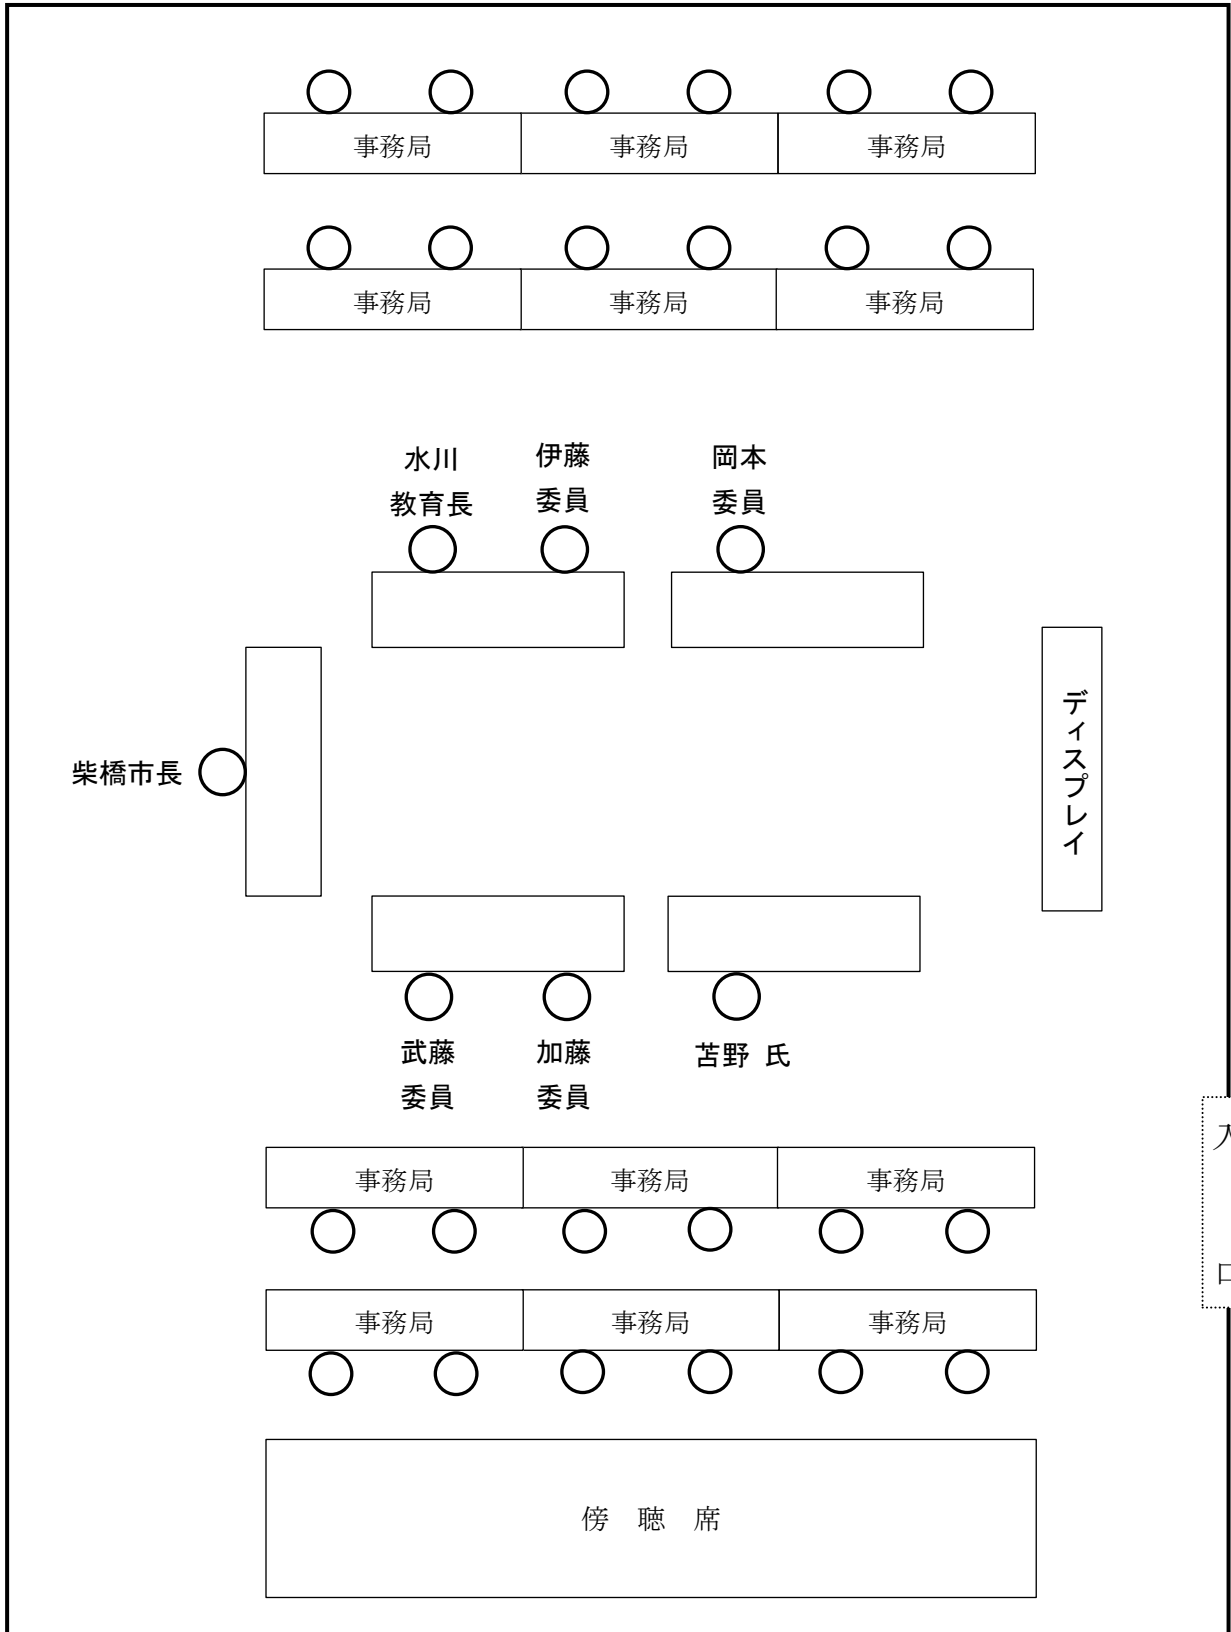 事務局 事務局 事務局
事務局 事務局 事務局
水川
教育長
伊藤
委員
岡本
委員
柴橋市長
ディスプレイ
武藤
委員
加藤
委員
苫野 氏
入口
事務局 事務局 事務局
事務局 事務局 事務局
傍 聴 席